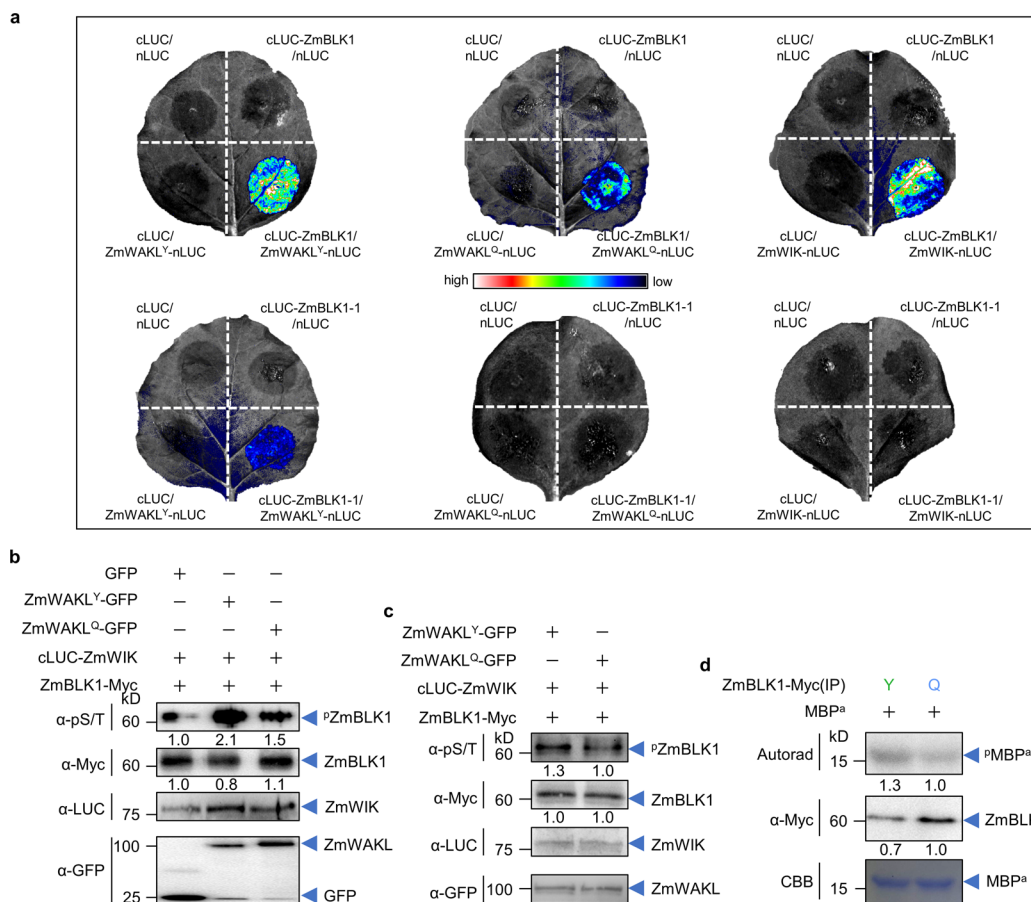 a
cLUC/
nLUC
cLUC-ZmBLK1
/nLUC
cLUC/
nLUC
cLUC-ZmBLK1
/nLUC
cLUC/
nLUC
cLUC-ZmBLK1
/nLUC
cLUC/
ZmWAKLY-nLUC
cLUC-ZmBLK1/
ZmWAKLY-nLUC
cLUC/
ZmWAKLQ-nLUC
cLUC-ZmBLK1/
ZmWAKLQ-nLUC
cLUC/
ZmWIK-nLUC
cLUC-ZmBLK1/
ZmWIK-nLUC
high low
cLUC/
nLUC
cLUC-ZmBLK1-1
/nLUC
cLUC/
nLUC
cLUC-ZmBLK1-1
/nLUC
cLUC/
nLUC
cLUC-ZmBLK1-1
/nLUC
cLUC/
ZmWAKLY-nLUC
cLUC-ZmBLK1-1/
ZmWAKLY-nLUC
cLUC/
ZmWAKLQ-nLUC
cLUC-ZmBLK1-1/
ZmWAKLQ-nLUC
cLUC/
ZmWIK-nLUC
cLUC-ZmBLK1-1/
ZmWIK-nLUC
b
GFP + − −
ZmWAKLY-GFP − + −
ZmWAKLQ-GFP − − +
cLUC-ZmWIK + + +
ZmBLK1-Myc + + +
kD
α-pS/T 60 pZmBLK1
1.0 2.1 1.5
α-Myc 60 ZmBLK1
1.0 0.8 1.1
α-LUC 75 ZmWIK
α-GFP 100 ZmWAKL
25 GFP
c
ZmWAKLY-GFP + −
ZmWAKLQ-GFP − +
cLUC-ZmWIK + +
ZmBLK1-Myc + +
kD
α-pS/T 60 pZmBLK1
1.3 1.0
α-Myc 60 ZmBLK1
1.0 1.0
α-LUC 75 ZmWIK
α-GFP 100 ZmWAKL
d
ZmBLK1-Myc(IP) Y Q
MBPa + +
kD
Autorad 15 pMBPa
1.3 1.0
α-Myc 60
0.7 1.0
CBB 15 MBPa